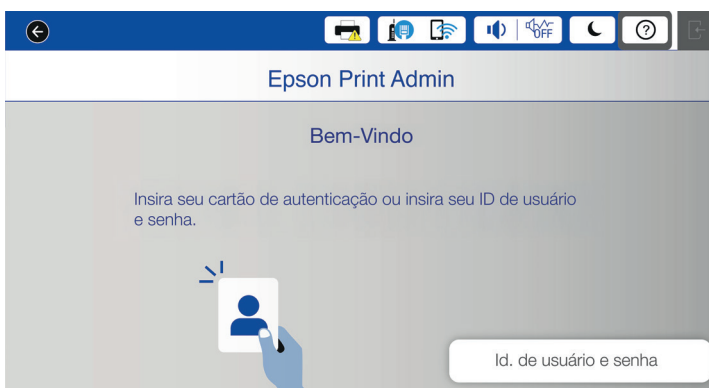 OFF
Epson Print Admin
Bem-Vindo
Insira seu cartão de autenticação ou insira seu ID de usuário
e senha.
Id. de usuário e senha